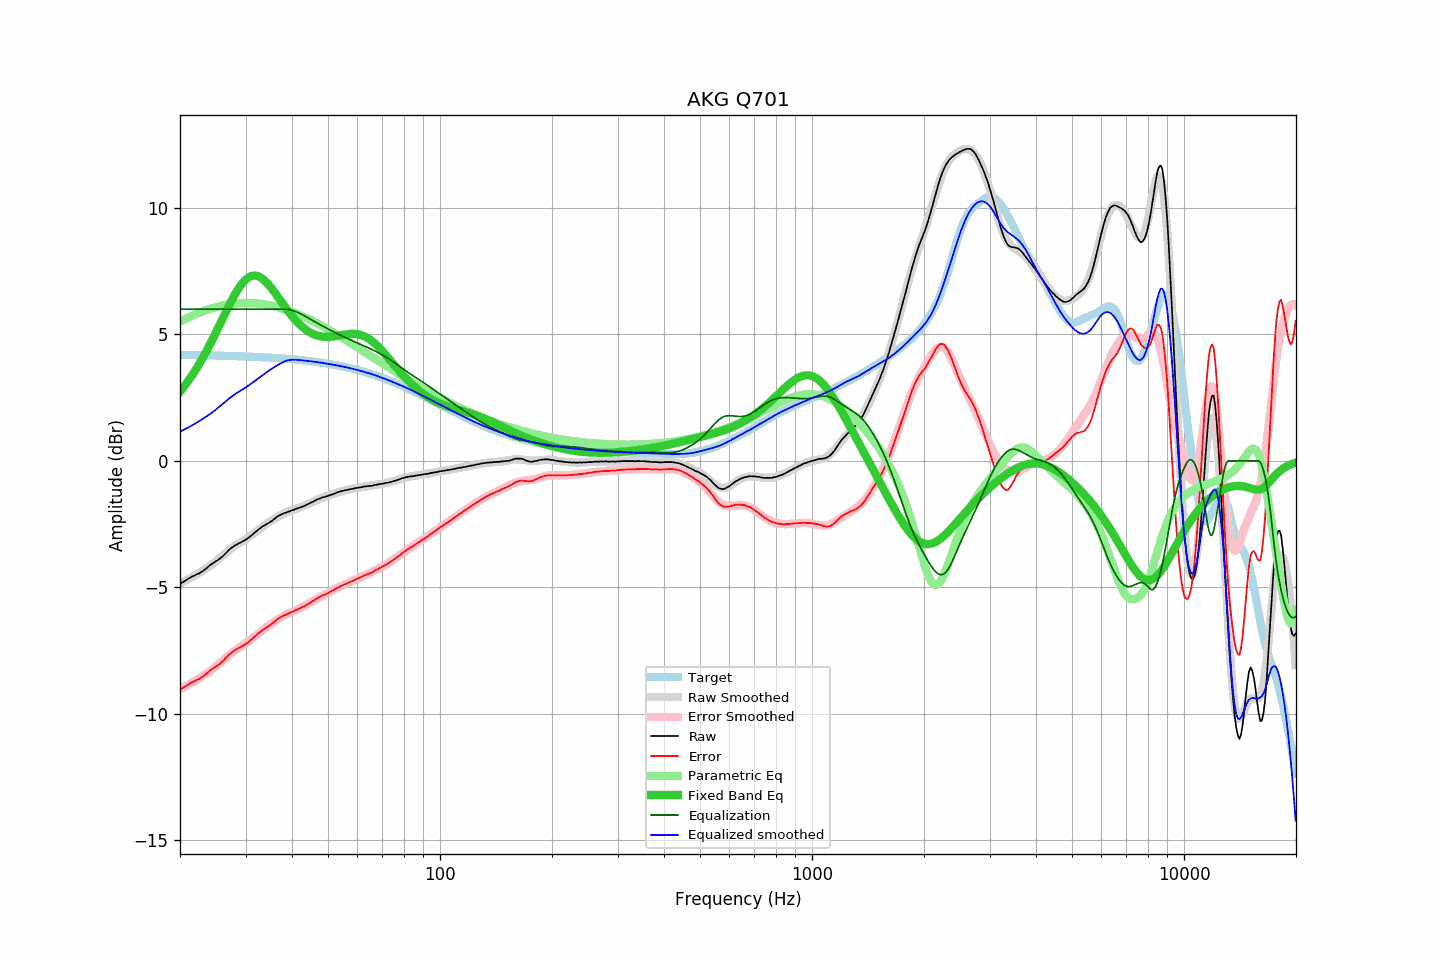 AKG Q701
Amplitude (dBr)
10
5
0
−5
−10
−15
Target
Raw Smoothed
Error Smoothed
Raw
Error
Parametric Eq
Fixed Band Eq
Equalization
Equalized smoothed
100
1000
10000
Frequency (Hz)